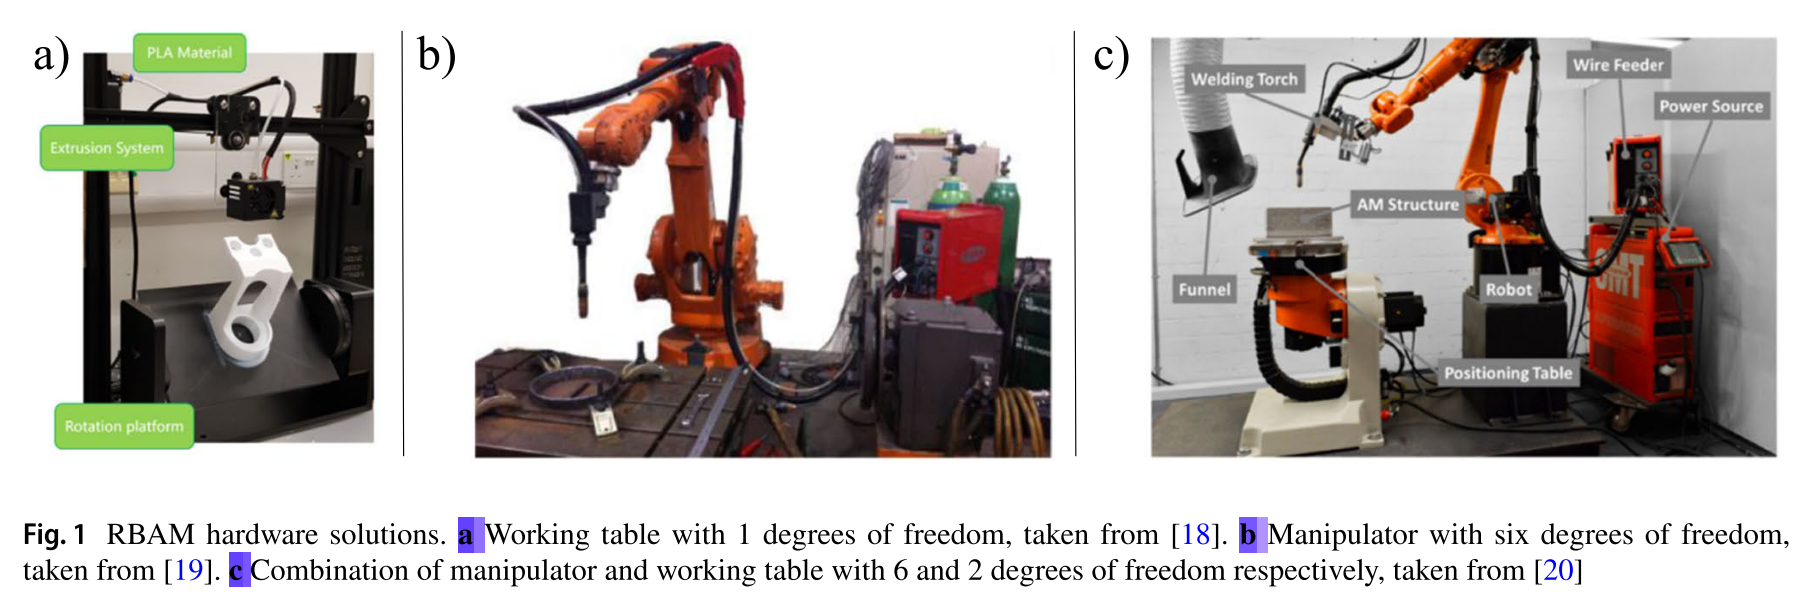 a)
PLA Material
Extrusion System
Rotation platform
b)
c)
Welding Torch
Wire Feeder
Power Source
AM Structure
Funnel
Robot
Positioning Table
CMT
Fig. 1 RBAM hardware solutions. a Working table with 1 degrees of freedom, taken from [18]. b Manipulator with six degrees of freedom,
taken from [19]. c Combination of manipulator and working table with 6 and 2 degrees of freedom respectively, taken from [20]